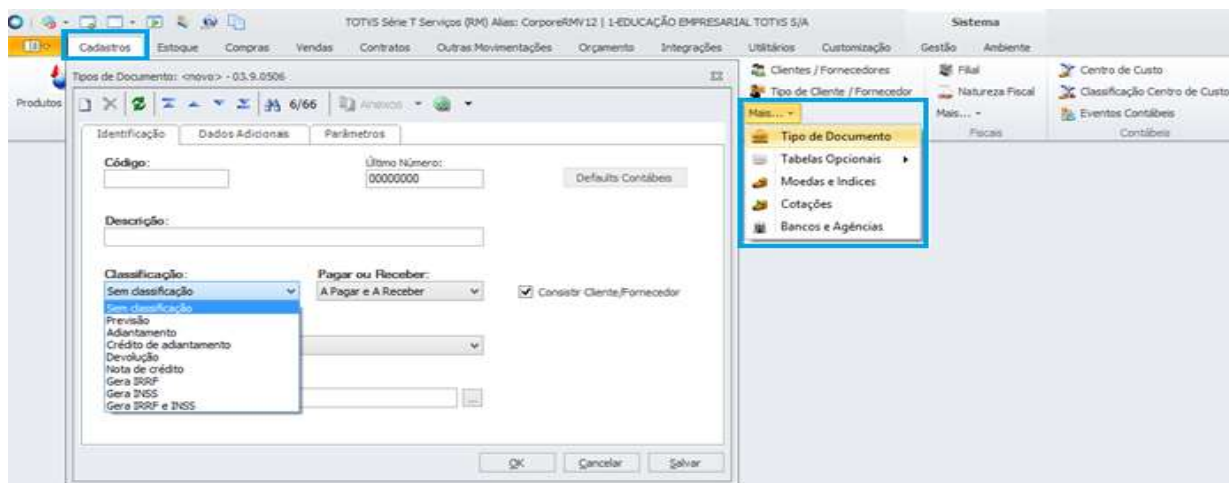 TOTVS Série T Serviços (RM) Alias: CorporeRMV12 | 1-EDUCAÇÃO EMPRESARIAL TOTVS S/A Sistema
Cadastros Estoque Compras Vendas Contratos Outras Movimentações Orçamento Integrações Utilitários Customização Gestão Ambiente
Produtos
Tipos de Documento: <novo> - 03.9.0506
6/66 Anexos
Identificação Dados Adicionais Parâmetros
Código: Último Número:
00000000 Defaults Contábeis
Descrição:
Classificação: Pagar ou Receber:
Sem classificação A Pagar e A Receber Consistir Cliente/Fornecedor
Sem classificação
Previsão
Adiantamento
Crédito de adiantamento
Devolução
Nota de crédito
Gera IRRF
Gera INSS
Gera IRRF e INSS
OK Cancelar Salvar
Clientes / Fornecedores Filial Centro de Custo
Tipo de Cliente / Fornecedor Natureza Fiscal Classificação Centro de Custo
Mais... Mais... Eventos Contábeis
Fiscais Contábeis
Tipo de Documento
Tabelas Opcionais
Moedas e Indices
Cotações
Bancos e Agências